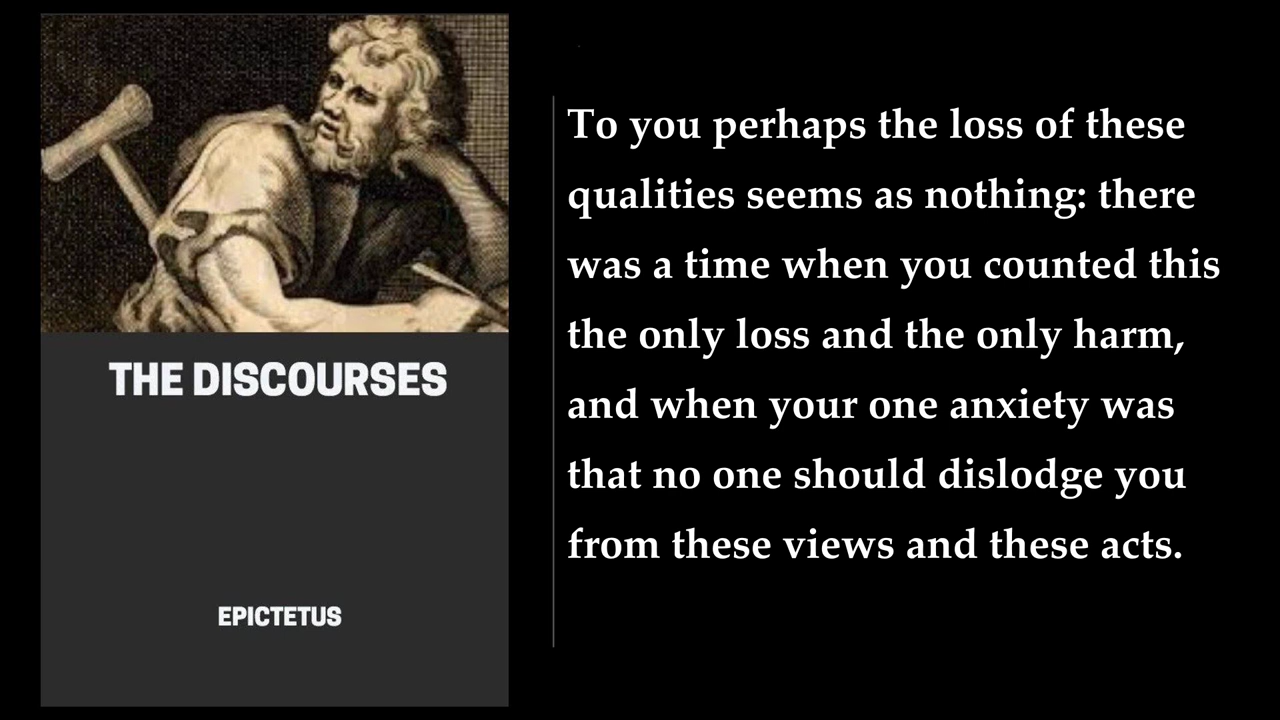 THE DISCOURSES
EPICTETUS
To you perhaps the loss of these
qualities seems as nothing: there
was a time when you counted this
the only loss and the only harm,
and when your one anxiety was
that no one should dislodge you
from these views and these acts.